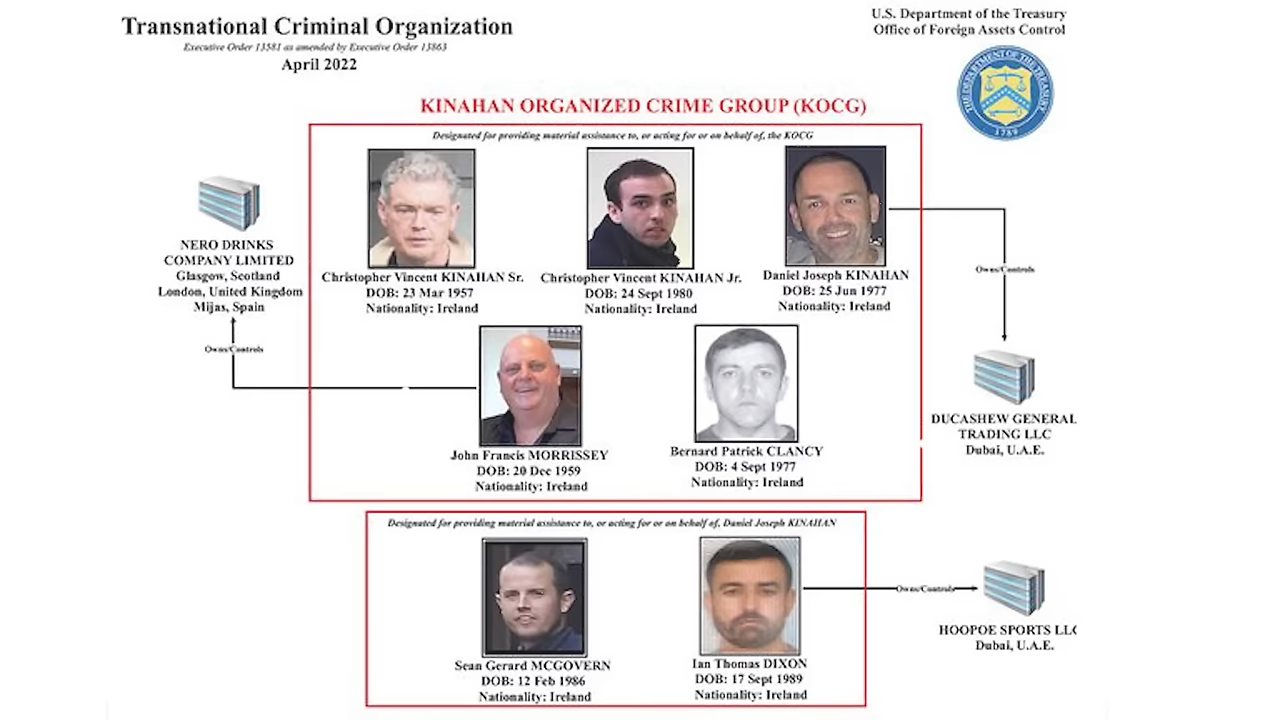 Transnational Criminal Organization
Executive Order 13581 as amended by Executive Order 13863
April 2022
U.S. Department of the Treasury
Office of Foreign Assets Control
THE DEPARTMENT OF THE TREASURY
1789
KINAHAN ORGANIZED CRIME GROUP (KOCG)
Designated for providing material assistance to, or acting for or on behalf of, the KOCG
Christopher Vincent KINAHAN Sr.
DOB: 23 Mar 1957
Nationality: Ireland
Christopher Vincent KINAHAN Jr.
DOB: 24 Sept 1980
Nationality: Ireland
Daniel Joseph KINAHAN
DOB: 25 Jun 1977
Nationality: Ireland
NERO DRINKS
COMPANY LIMITED
Glasgow, Scotland
London, United Kingdom
Mijas, Spain
Owns/Controls
Owns/Controls
John Francis MORRISSEY
DOB: 20 Dec 1959
Nationality: Ireland
Bernard Patrick CLANCY
DOB: 4 Sept 1977
Nationality: Ireland
DUCASHEW GENERAL
TRADING LLC
Dubai, U.A.E.
Designated for providing material assistance to, or acting for or on behalf of, Daniel Joseph KINAHAN
Sean Gerard MCGOVERN
DOB: 12 Feb 1986
Nationality: Ireland
Ian Thomas DIXON
DOB: 17 Sept 1989
Nationality: Ireland
Owns/Controls
HOOPOE SPORTS LLC
Dubai, U.A.E.